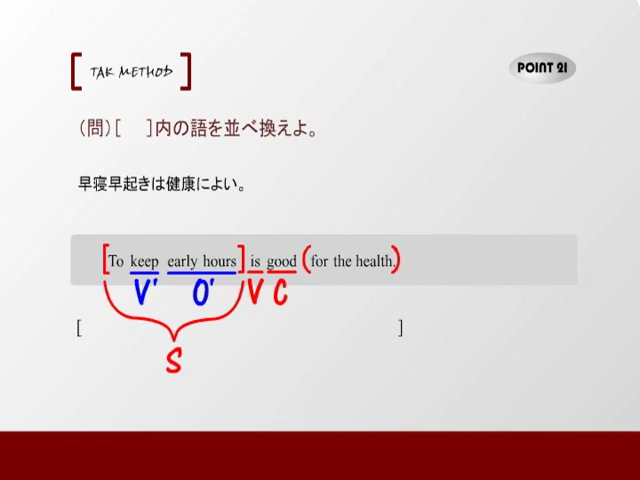 [ TAK METHOD ]
POINT 21
(問) [ ]内の語を並べ換えよ。
早寝早起きは健康によい。
[To keep early hours] is good (for the health.)
V' O' V C
[ ]
S